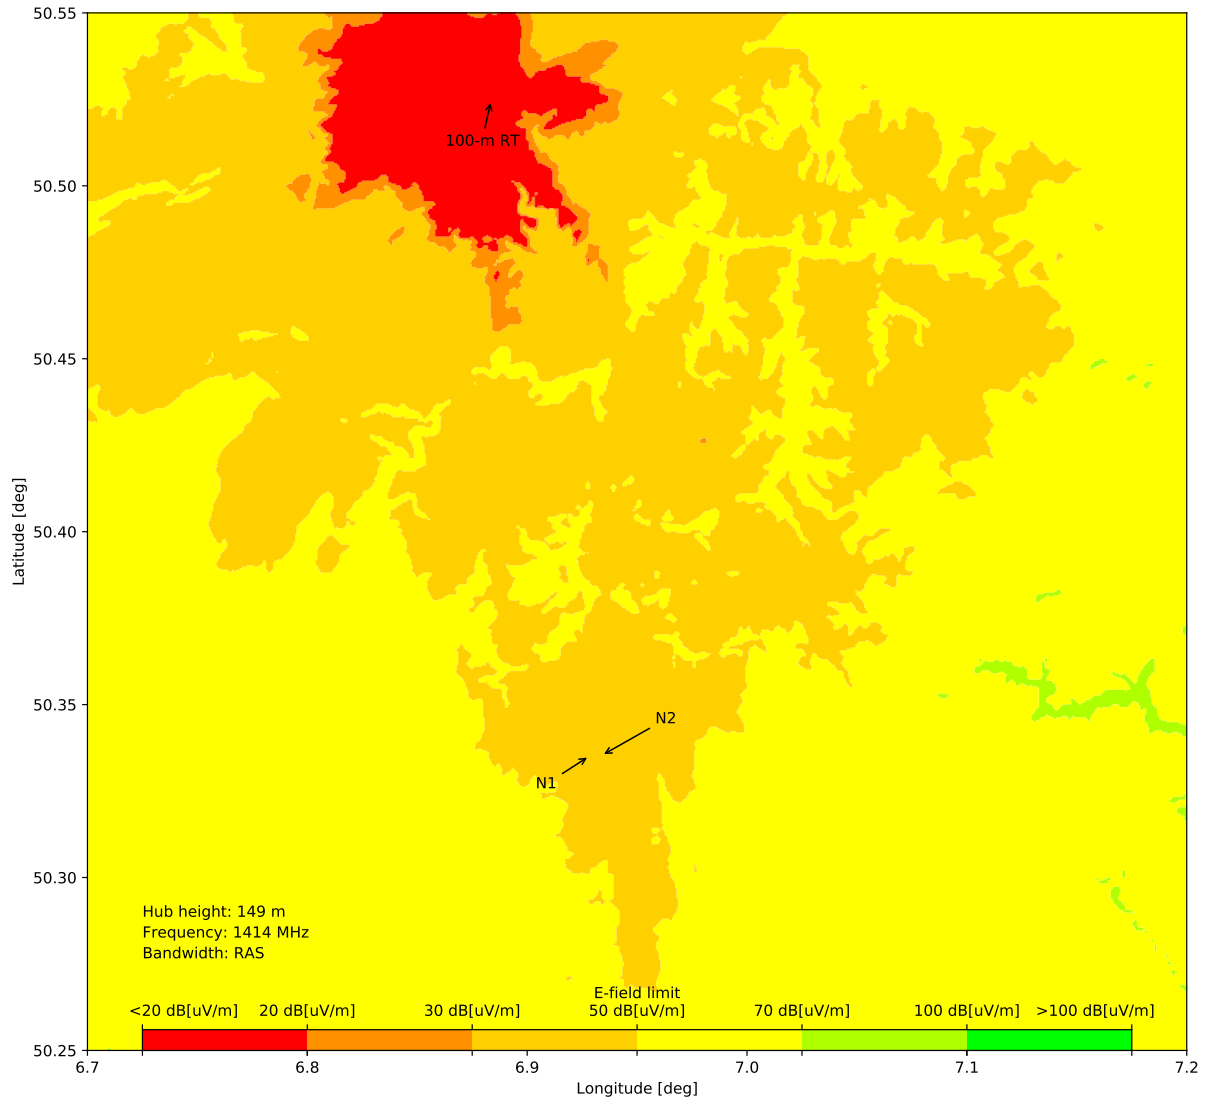 50.55
50.50
50.45
50.40
50.35
50.30
50.25
Latitude [deg]
100-m RT
N2
N1
Hub height: 149 m
Frequency: 1414 MHz
Bandwidth: RAS
E-field limit
<20 dB[uV/m] 20 dB[uV/m] 30 dB[uV/m] 50 dB[uV/m] 70 dB[uV/m] 100 dB[uV/m] >100 dB[uV/m]
6.7 6.8 6.9 7.0 7.1 7.2
Longitude [deg]